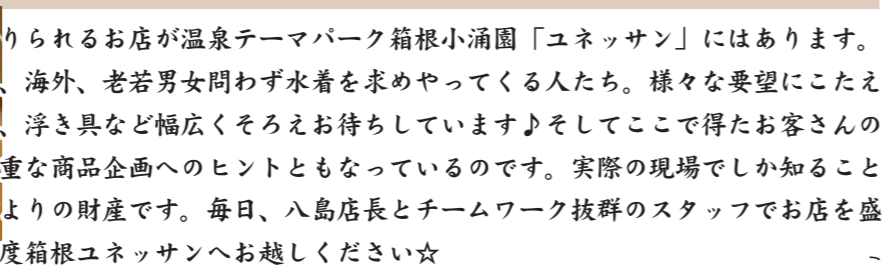 りられるお店が温泉テーマパーク箱根小涌園「ユネッサン」にはあります。
、海外、老若男女問わず水着を求めやってくる人たち。様々な要望にこたえ
、浮き具など幅広くそろえお待ちしています♪そしてここで得たお客さんの
重な商品企画へのヒントともなっているのです。実際の現場でしか知ること
よりの財産です。毎日、八島店長とチームワーク抜群のスタッフでお店を盛
度箱根ユネッサンへお越しください☆